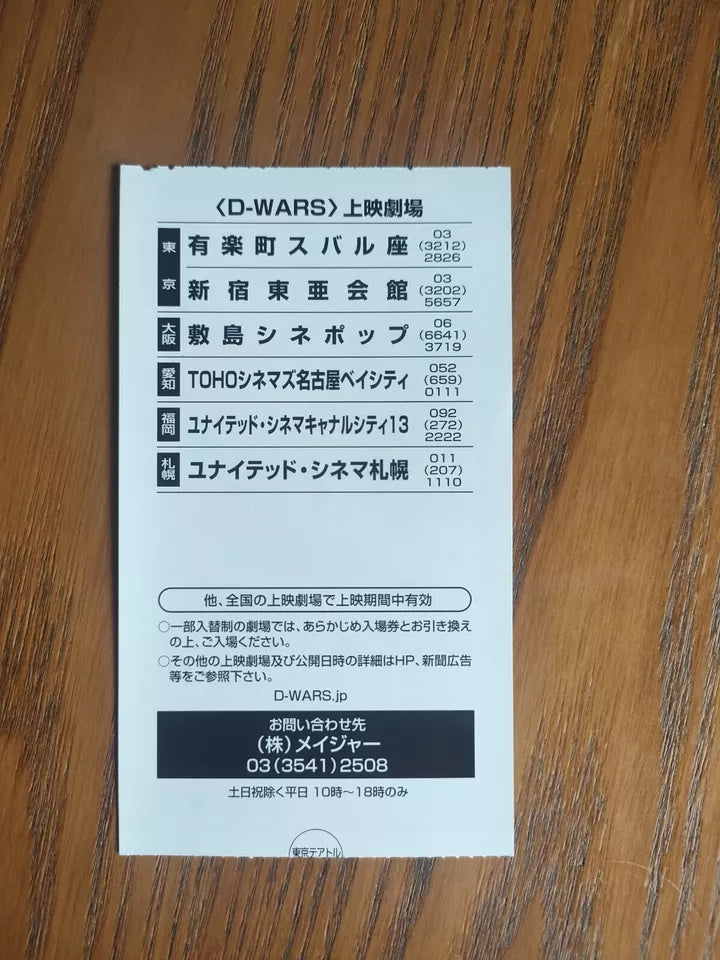 〈D-WARS〉上映劇場
東京
有楽町スバル座
03
(3212)
2826
新宿東亜会館
03
(3202)
5657
大阪
敷島シネポップ
06
(6641)
3719
愛知
TOHOシネマズ名古屋ベイシティ
052
(659)
0111
福岡
ユナイテッド・シネマキャナルシティ13
092
(272)
2222
札幌
ユナイテッド・シネマ札幌
011
(207)
1110
他、全国の上映劇場で上映期間中有効
○一部入替制の劇場では、あらかじめ入場券とお引き換え
の上、ご入場ください。
○その他の上映劇場及び公開日時の詳細はHP、新聞広告
等をご参照下さい。
D-WARS.jp
お問い合わせ先
(株)メイジャー
03(3541)2508
土日祝除く平日 10時〜18時のみ
東京テアトル